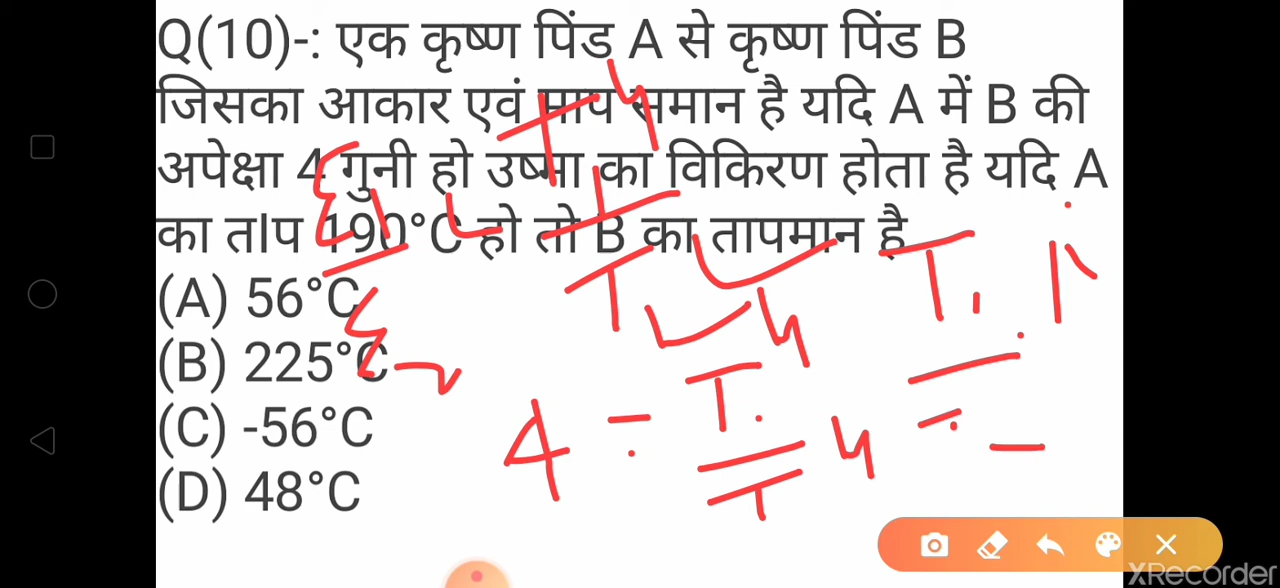 Q(10)-: एक कृष्ण पिंड A से कृष्ण पिंड B
जिसका आकार एवं माप समान है यदि A में B की
अपेक्षा 4 गुनी हो उष्मा का विकिरण होता है यदि A
का तIप 190°C हो तो B का तापमान है
(A) 56°C
(B) 225°C
(C) -56°C
(D) 48°C
XRecorder